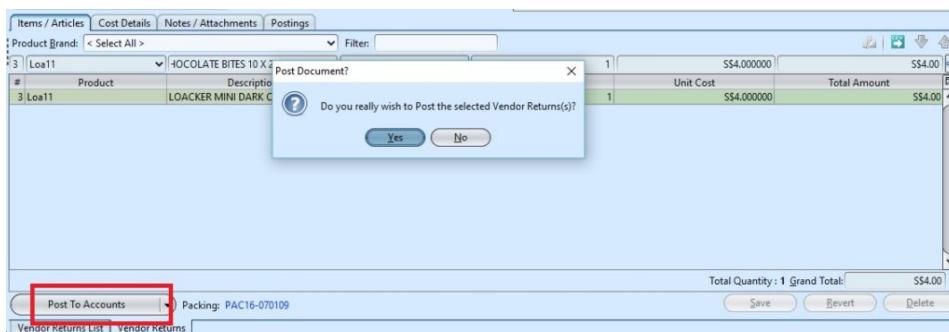 Items / Articles Cost Details Notes / Attachments Postings
Product Brand: < Select All > Filter:
3 Loa11 HOCOLATE BITES 10 X 2 1 S$4.000000 S$4.00
Post Document?
# Product Descriptio Unit Cost Total Amount
3 Loa11 LOACKER MINI DARK C 1 S$4.000000 S$4.00
Do you really wish to Post the selected Vendor Returns(s)?
Yes No
Total Quantity : 1 Grand Total: S$4.00
Post To Accounts Packing: PAC16-070109 Save Revert Delete
Vendor Returns List Vendor Returns